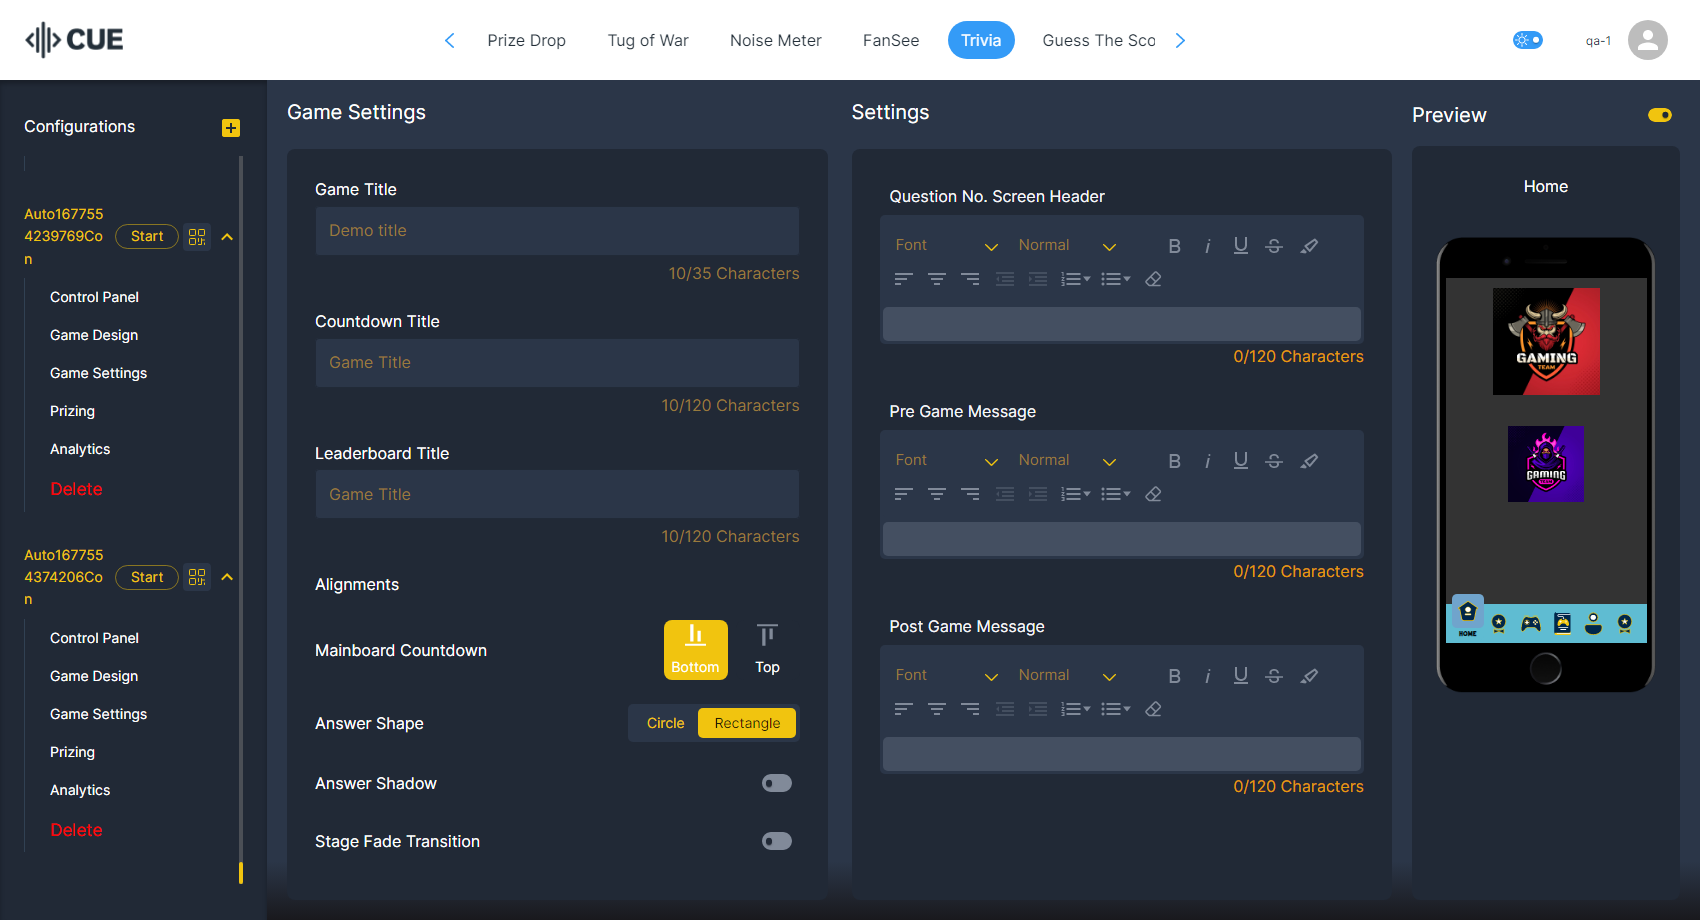 CUE
Prize Drop
Tug of War
Noise Meter
FanSee
Trivia
Guess The Sco
qa-1
Configurations
Auto167755
4239769Co
n
Start
Control Panel
Game Design
Game Settings
Prizing
Analytics
Delete
Auto167755
4374206Co
n
Start
Control Panel
Game Design
Game Settings
Prizing
Analytics
Delete
Game Settings
Game Title
Demo title
10/35 Characters
Countdown Title
Game Title
10/120 Characters
Leaderboard Title
Game Title
10/120 Characters
Alignments
Mainboard Countdown
Bottom
Top
Answer Shape
Circle
Rectangle
Answer Shadow
Stage Fade Transition
Settings
Question No. Screen Header
Font
Normal
B i U S
0/120 Characters
Pre Game Message
Font
Normal
B i U S
0/120 Characters
Post Game Message
Font
Normal
B i U S
0/120 Characters
Preview
Home
GAMING
TEAM
GAMING
TEAM
HOME